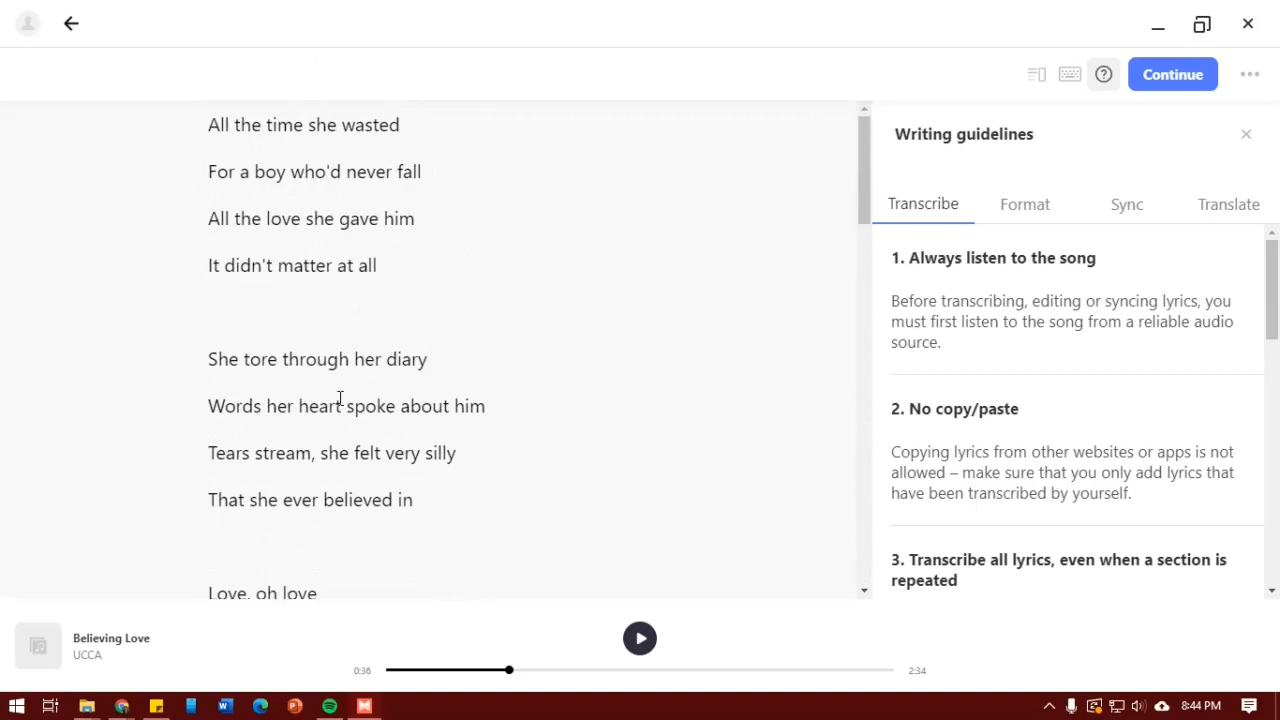 Continue
All the time she wasted
For a boy who'd never fall
All the love she gave him
It didn't matter at all
She tore through her diary
Words her heart spoke about him
Tears stream, she felt very silly
That she ever believed in
Love, oh love
Writing guidelines
Transcribe Format Sync Translate
1. Always listen to the song
Before transcribing, editing or syncing lyrics, you
must first listen to the song from a reliable audio
source.
2. No copy/paste
Copying lyrics from other websites or apps is not
allowed – make sure that you only add lyrics that
have been transcribed by yourself.
3. Transcribe all lyrics, even when a section is
repeated
Believing Love
UCCA
0:36
2:34
8:44 PM